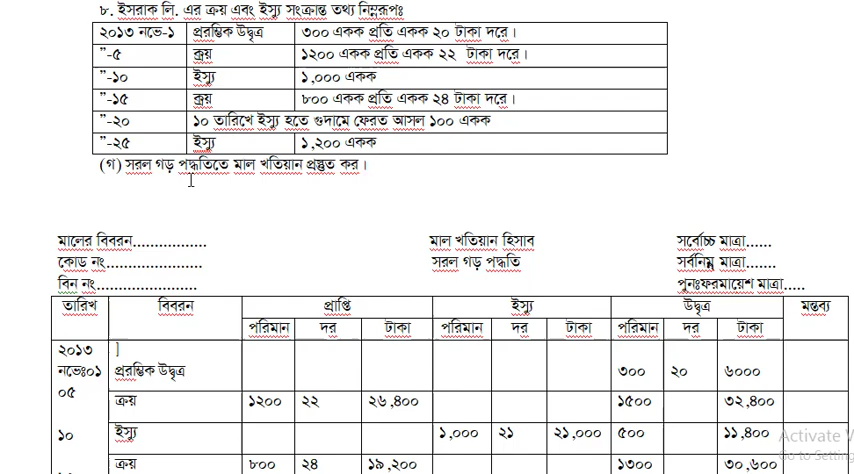 ৮. ইসরাক লি. এর ক্রয় এবং ইস্যু সংক্রান্ত তথ্য নিম্নরূপঃ
২০১৩ নভে-১ প্ররম্ভিক উদ্বৃত্র ৩০০ একক প্রতি একক ২০ টাকা দরে।
”-৫ ক্রয় ১২০০ একক প্রতি একক ২২ টাকা দরে।
”-১০ ইস্যু ১,০০০ একক
”-১৫ ক্রয় ৮০০ একক প্রতি একক ২৪ টাকা দরে।
”-২০ ১০ তারিখে ইস্যু হতে গুদামে ফেরত আসল ১০০ একক
”-২৫ ইস্যু ১,২০০ একক
(গ) সরল গড় পদ্ধতিতে মাল খতিয়ান প্রস্তুত কর।
মালের বিবরন................. মাল খতিয়ান হিসাব সর্বোচ্চ মাত্রা......
কোড নং...................... সরল গড় পদ্ধতি সর্বনিম্ন মাত্রা.......
বিন নং....................... পুনঃফরমায়েশ মাত্রা.....
তারিখ বিবরন প্রাপ্তি ইস্যু উদ্বৃত্র মন্তব্য
পরিমান দর টাকা পরিমান দর টাকা পরিমান দর টাকা
২০১৩ ]
নভেঃ০১ প্ররম্ভিক উদ্বৃত্র ৩০০ ২০ ৬০০০
০৫ ক্রয় ১২০০ ২২ ২৬,৪০০ ১৫০০ ৩২,৪০০
১০ ইস্যু ১,০০০ ২১ ২১,০০০ ৫০০ ১১,৪০০
ক্রয় ৮০০ ২৪ ১৯,২০০ ১৩০০ ৩০,৬০০
Activate
Go to Setting